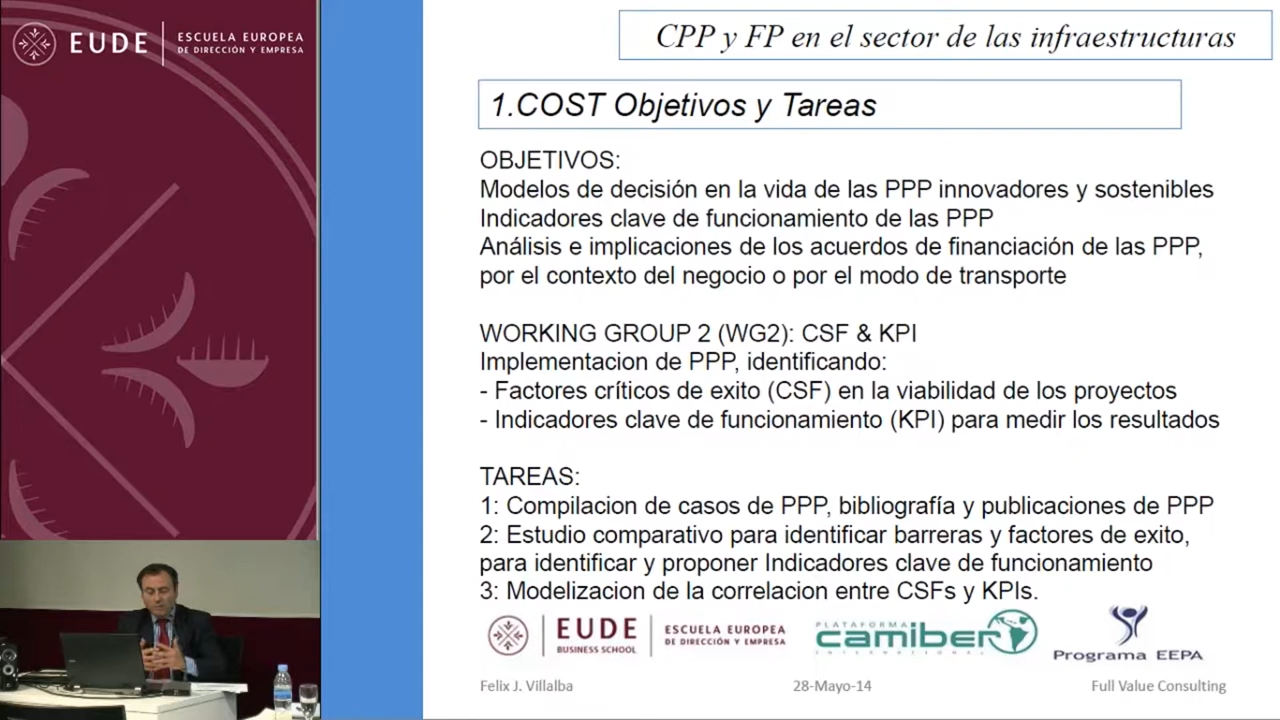 EUDE
ESCUELA EUROPEA
DE DIRECCIÓN Y EMPRESA
CPP y FP en el sector de las infraestructuras
1.COST Objetivos y Tareas
OBJETIVOS:
Modelos de decisión en la vida de las PPP innovadores y sostenibles
Indicadores clave de funcionamiento de las PPP
Análisis e implicaciones de los acuerdos de financiación de las PPP,
por el contexto del negocio o por el modo de transporte
WORKING GROUP 2 (WG2): CSF & KPI
Implementacion de PPP, identificando:
- Factores críticos de exito (CSF) en la viabilidad de los proyectos
- Indicadores clave de funcionamiento (KPI) para medir los resultados
TAREAS:
1: Compilacion de casos de PPP, bibliografía y publicaciones de PPP
2: Estudio comparativo para identificar barreras y factores de exito,
para identificar y proponer Indicadores clave de funcionamiento
3: Modelizacion de la correlacion entre CSFs y KPIs.
EUDE
BUSINESS SCHOOL
ESCUELA EUROPEA
DE DIRECCIÓN Y EMPRESA
PLATAFORMA
camiber
INTERNACIONAL
Programa EEPA
Felix J. Villalba
28-Mayo-14
Full Value Consulting